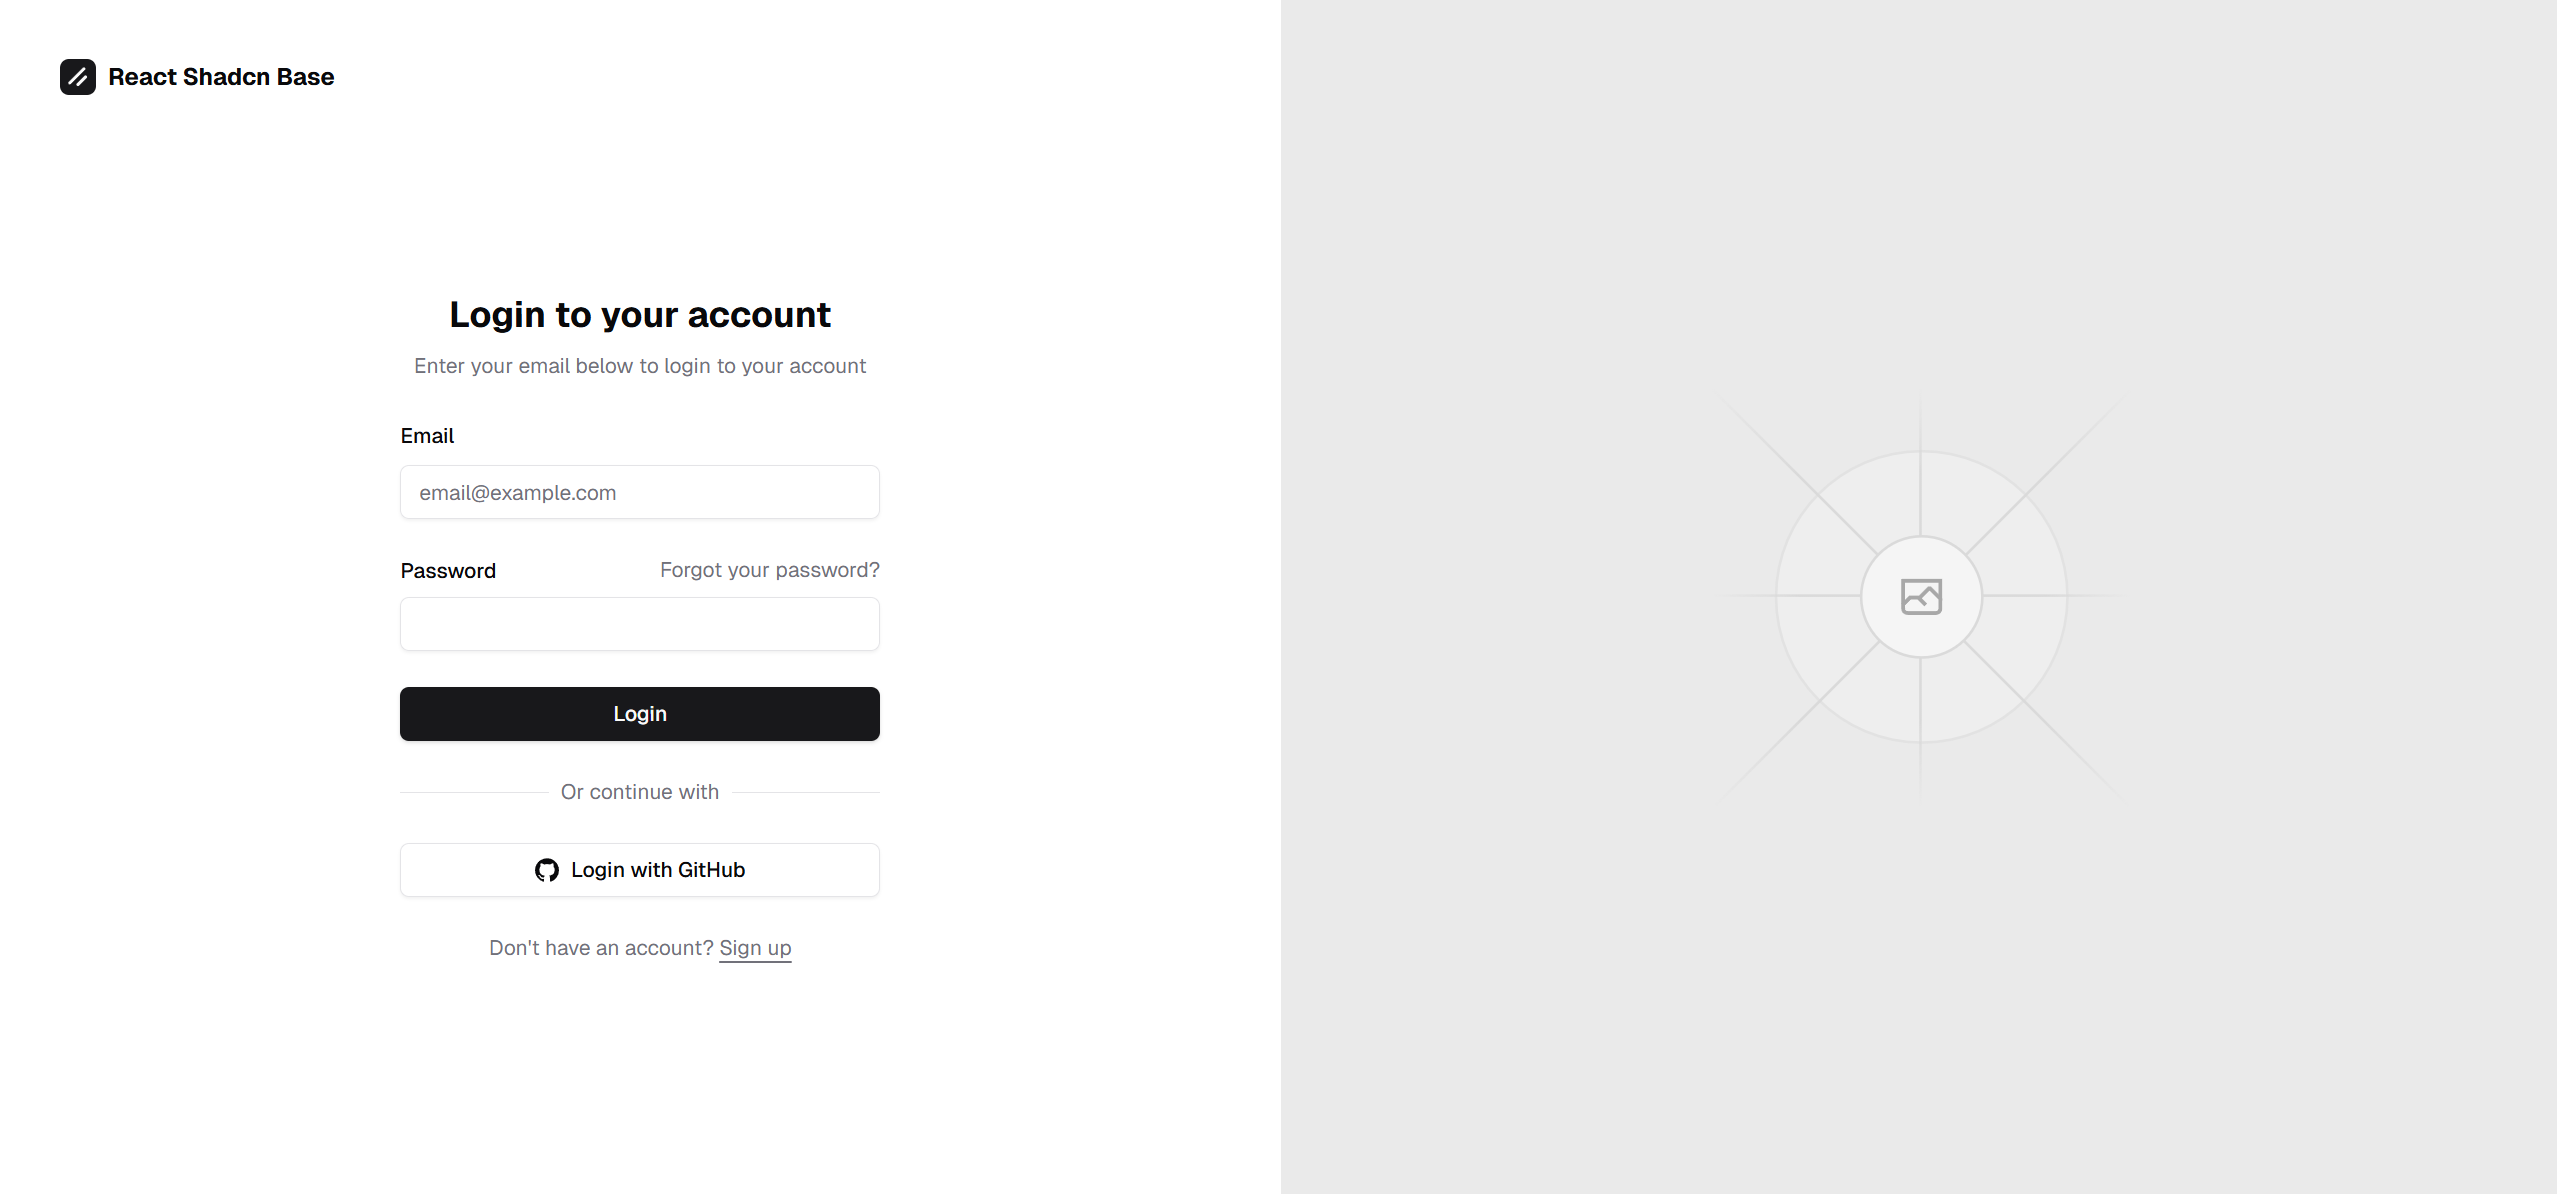 React Shadcn Base
Login to your account
Enter your email below to login to your account
Email
email@example.com
Password
Forgot your password?
Login
Or continue with
Login with GitHub
Don't have an account? Sign up